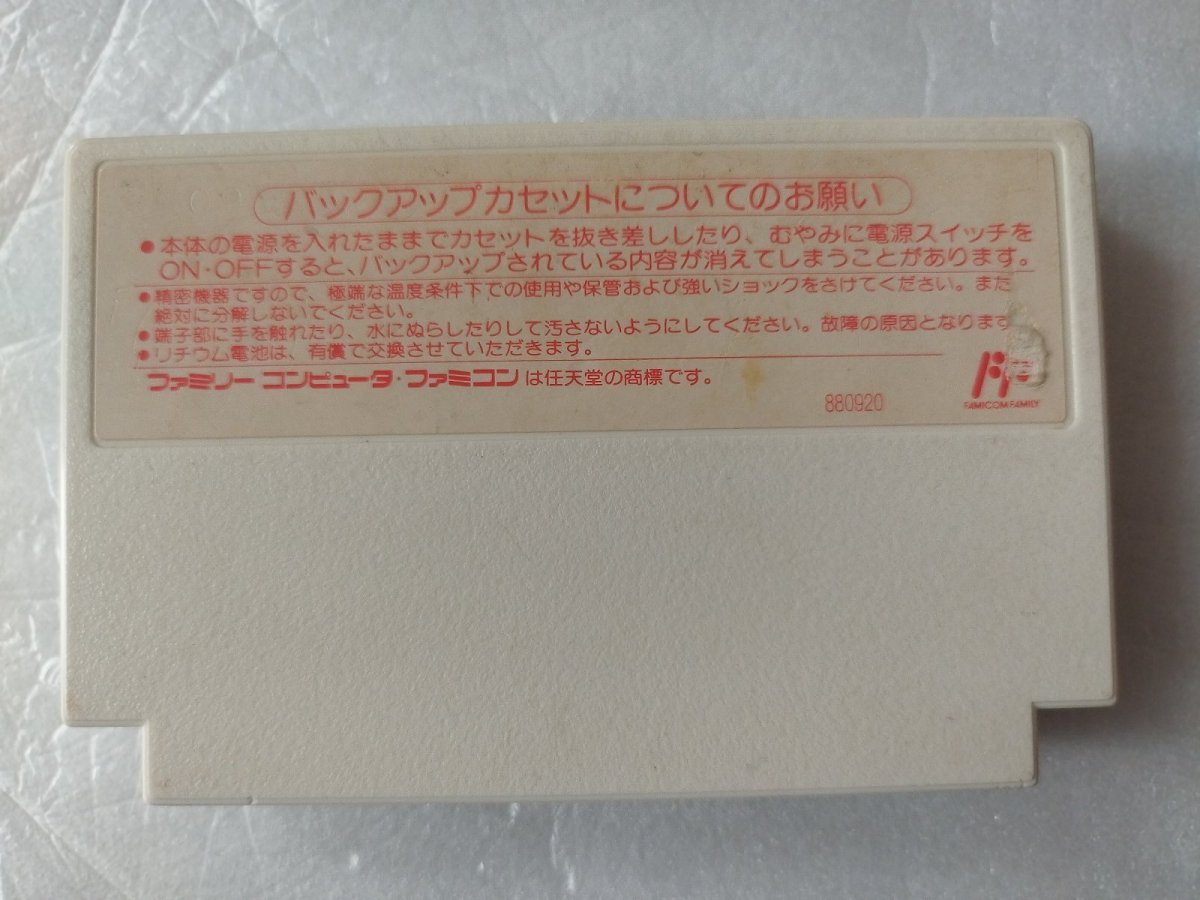 バックアップカセットについてのお願い
●本体の電源を入れたままでカセットを抜き差ししたり、むやみに電源スイッチを
ON・OFFすると、バックアップされている内容が消えてしまうことがあります。
●精密機器ですので、極端な温度条件下での使用や保管および強いショックをさけてください。また
絶対に分解しないでください。
●端子部に手を触れたり、水にぬらしたりして汚さないようにしてください。故障の原因となります
●リチウム電池は、有償で交換させていただきます。
ファミリーコンピュータ・ファミコンは任天堂の商標です。
880920
FAMICOM FAMILY